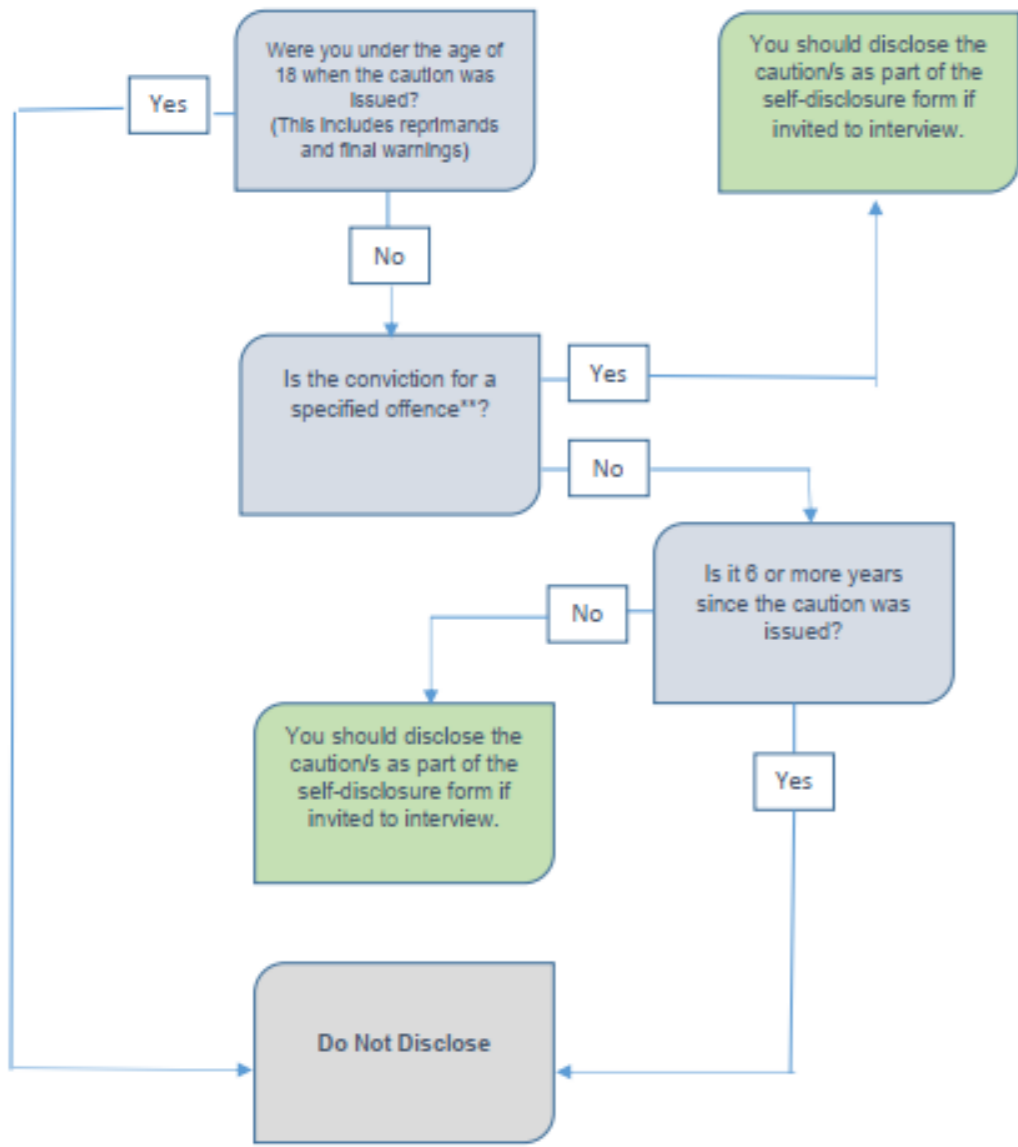 Were you under the age of
18 when the caution was
issued?
(This includes reprimands
and final warnings)
You should disclose the
caution/s as part of the
self-disclosure form if
invited to interview.
Yes
No
Is the conviction for a
specified offence**?
Yes
No
Is it 6 or more years
since the caution was
issued?
No
You should disclose the
caution/s as part of the
self-disclosure form if
invited to interview.
Yes
Do Not Disclose